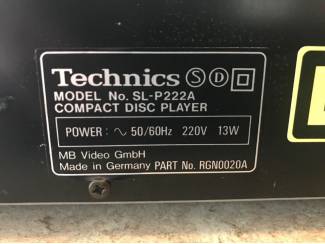 Technics Ⓢ Ⓓ
MODEL No. SL-P222A
COMPACT DISC PLAYER
POWER: ∿ 50/60Hz 220V 13W
MB Video GmbH
Made in Germany PART No. RGN0020A